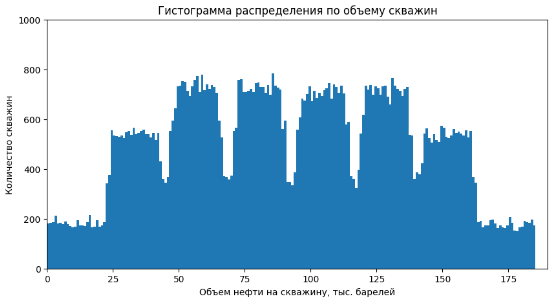 Гистограмма распределения по объему скважин
Количество скважин
1000
800
600
400
200
0
0 25 50 75 100 125 150 175
Объем нефти на скважину, тыс. барелей